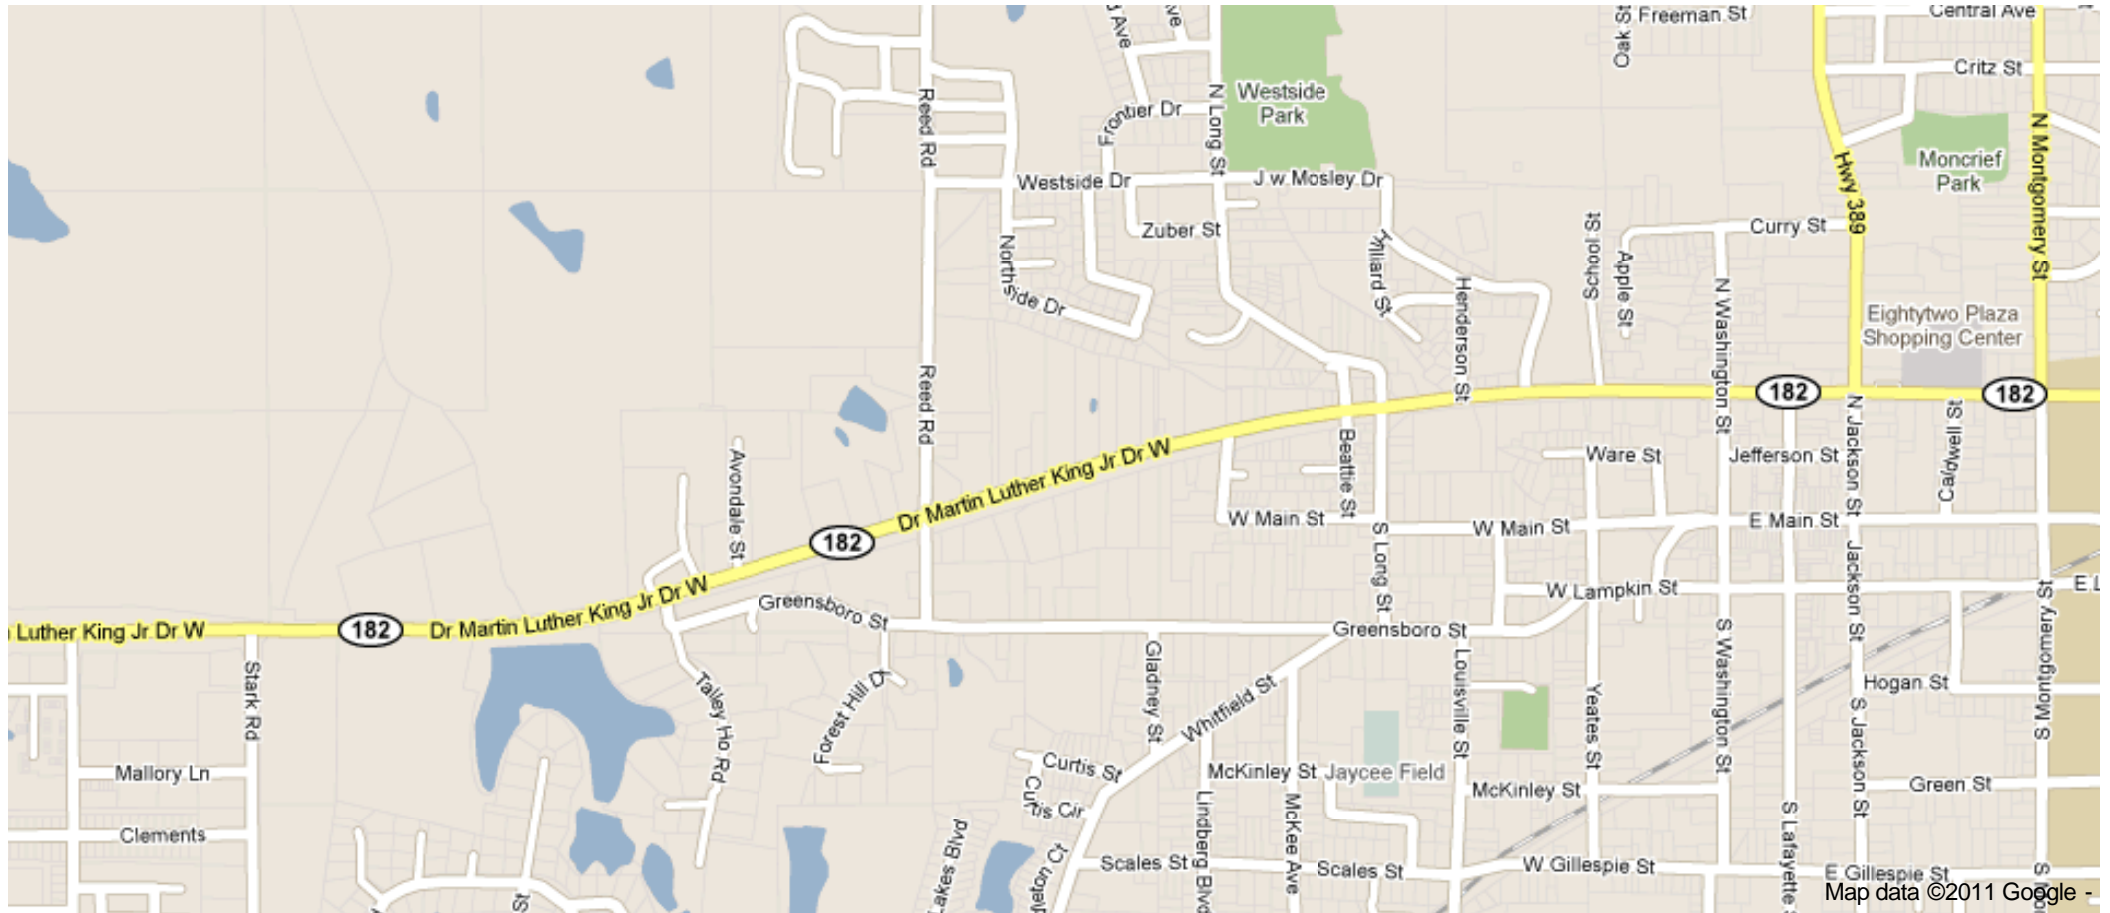 g Ave
Ave
Freeman St
Oak St
Central Ave
Critz St
Reed Rd
Frontier Dr
N Long St
Westside
Park
Hwy 389
Moncrief
Park
N Montgomery St
Westside Dr
J w Mosley Dr
Zuber St
Northside Dr
Hilliard St
Henderson St
School St
Apple St
Curry St
N Washington St
Eightytwo Plaza
Shopping Center
Reed Rd
182
182
Avondale St
Dr Martin Luther King Jr Dr W
Beattie St
Ware St
Jefferson St
N Jackson St
Caldwell St
W Main St
W Main St
E Main St
182
S Long St
Jackson St
W Lampkin St
E L
Luther King Jr Dr W
182
Dr Martin Luther King Jr Dr W
Greensboro St
Greensboro St
Stark Rd
Talley Ho Rd
Forest Hill Dr
Gladney St
Whitfield St
Louisville St
Yeates St
S Washington St
S Montgomery St
Hogan St
S Jackson St
Mallory Ln
Curtis St
Curtis Cir
McKinley St
Jaycee Field
McKinley St
Green St
Clements
Lakes Blvd
eton Ct
Scales St
Lindberg Blvd
McKee Ave
Scales St
W Gillespie St
S Lafayette S
E Gillespie St
St
S Mo
Map data ©2011 Google -